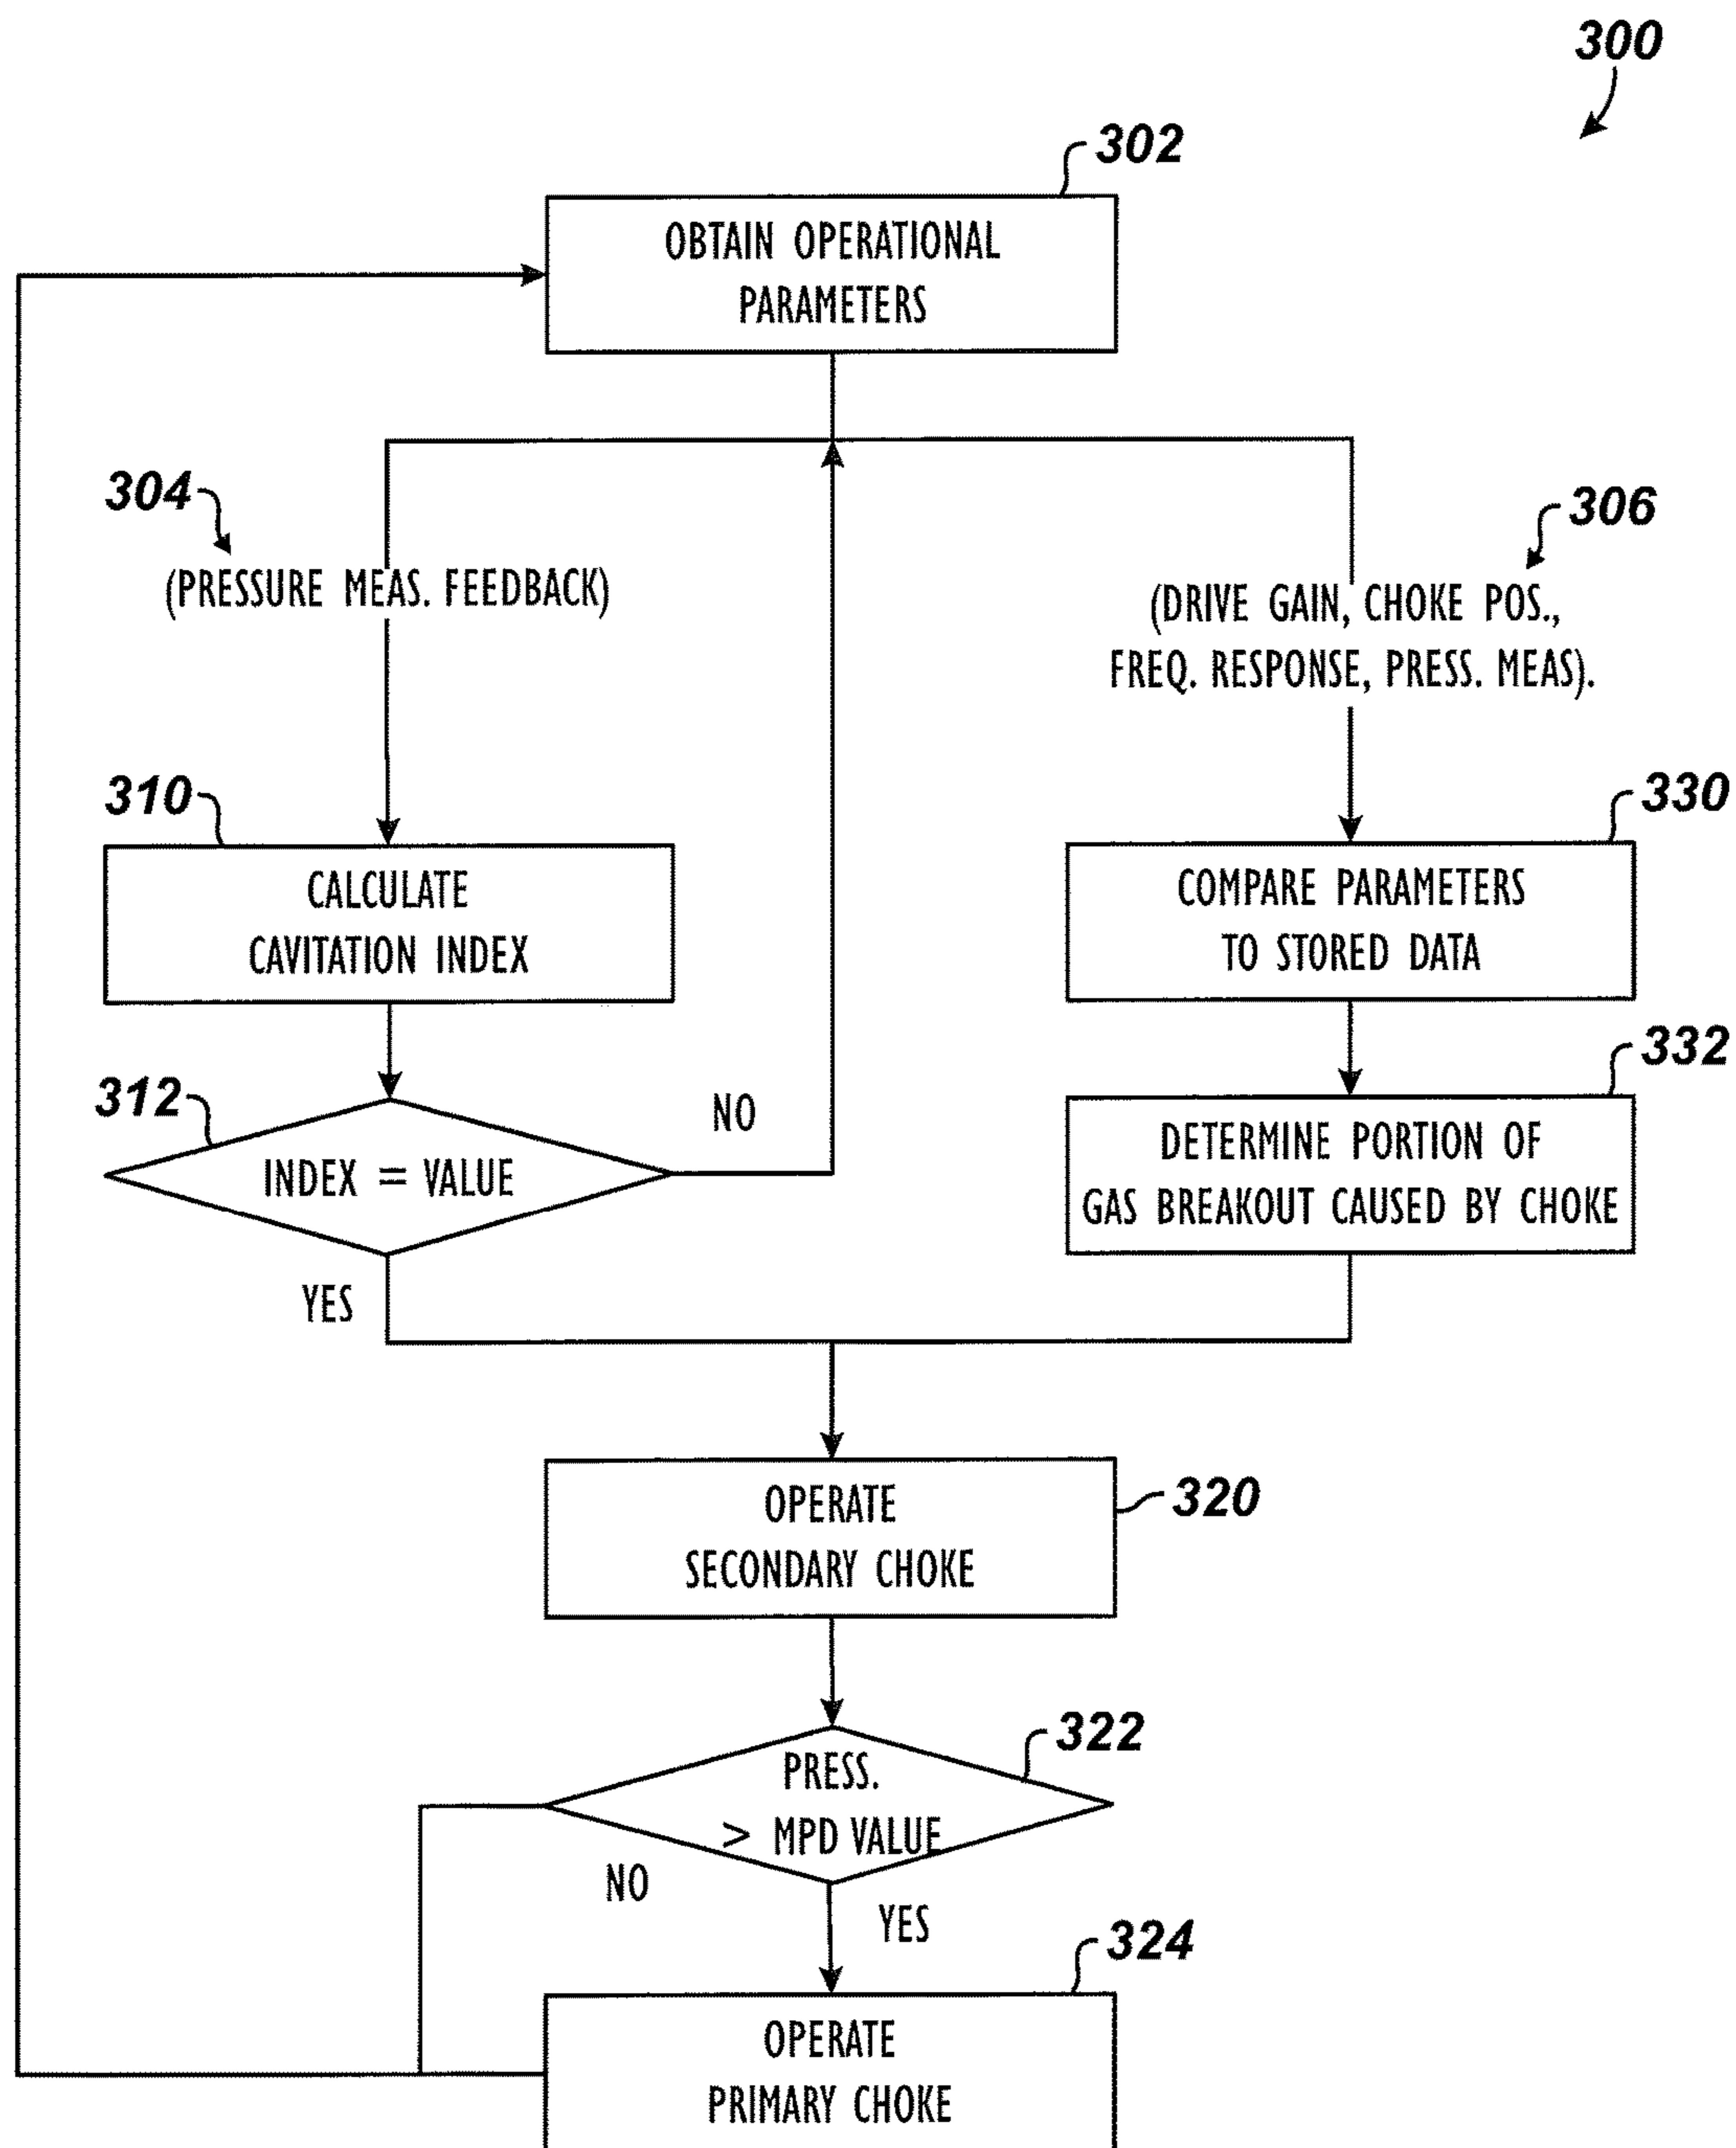 300
302
OBTAIN OPERATIONAL
PARAMETERS
304
(PRESSURE MEAS. FEEDBACK)
306
(DRIVE GAIN, CHOKE POS.,
FREQ. RESPONSE, PRESS. MEAS).
310
CALCULATE
CAVITATION INDEX
330
COMPARE PARAMETERS
TO STORED DATA
312
INDEX = VALUE
NO
YES
332
DETERMINE PORTION OF
GAS BREAKOUT CAUSED BY CHOKE
320
OPERATE
SECONDARY CHOKE
322
PRESS.
> MPD VALUE
NO
YES
324
OPERATE
PRIMARY CHOKE